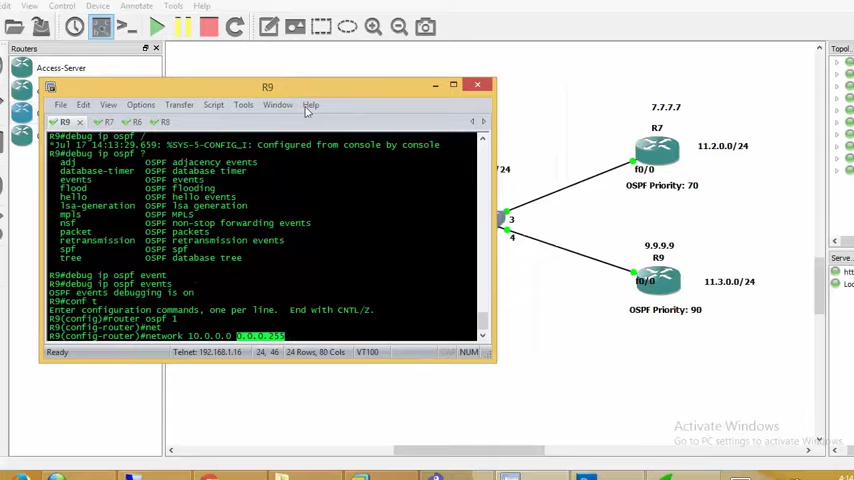 Edit View Control Device Annotate Tools Help
Routers
Access-Server
R9
File Edit View Options Transfer Script Tools Window Help
R9 R7 R6 R8
R9#debug ip ospf /
*Jul 17 14:13:29.659: %SYS-5-CONFIG_I: Configured from console by console
R9#debug ip ospf ?
adj OSPF adjacency events
database-timer OSPF database timer
events OSPF events
flood OSPF flooding
hello OSPF hello events
lsa-generation OSPF lsa generation
mpls OSPF MPLS
nsf OSPF non-stop forwarding events
packet OSPF packets
retransmission OSPF retransmission events
spf OSPF spf
tree OSPF database tree
R9#debug ip ospf event
R9#debug ip ospf events
OSPF events debugging is on
R9#conf t
Enter configuration commands, one per line. End with CNTL/Z.
R9(config)#router ospf 1
R9(config-router)#net
R9(config-router)#network 10.0.0.0 0.0.0.255
Ready Telnet: 192.168.1.16 24, 46 24 Rows, 80 Cols VT100 CAP NUM
/24
3
4
7.7.7.7
R7
11.2.0.0/24
f0/0
OSPF Priority: 70
9.9.9.9
R9
f0/0
11.3.0.0/24
OSPF Priority: 90
Topol
Serve
Loc
Activate Windows
Go to PC settings to activate Windows.